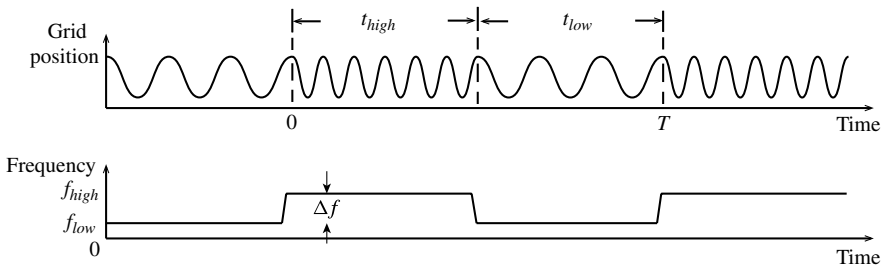 t_high t_low
Grid
position
0 T Time
Frequency
f_high
Δf
f_low
0
Time